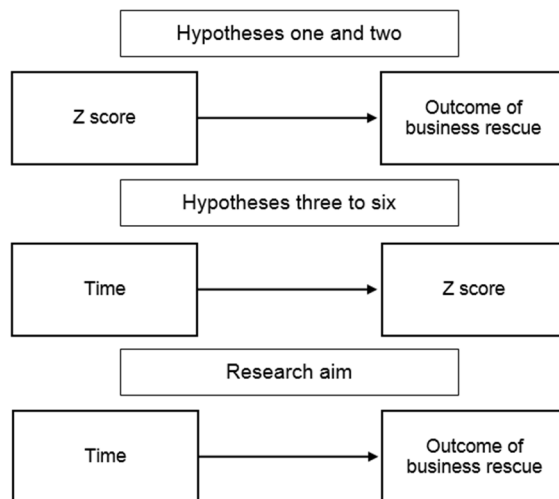 Hypotheses one and two
Z score
Outcome of
business rescue
Hypotheses three to six
Time
Z score
Research aim
Time
Outcome of
business rescue